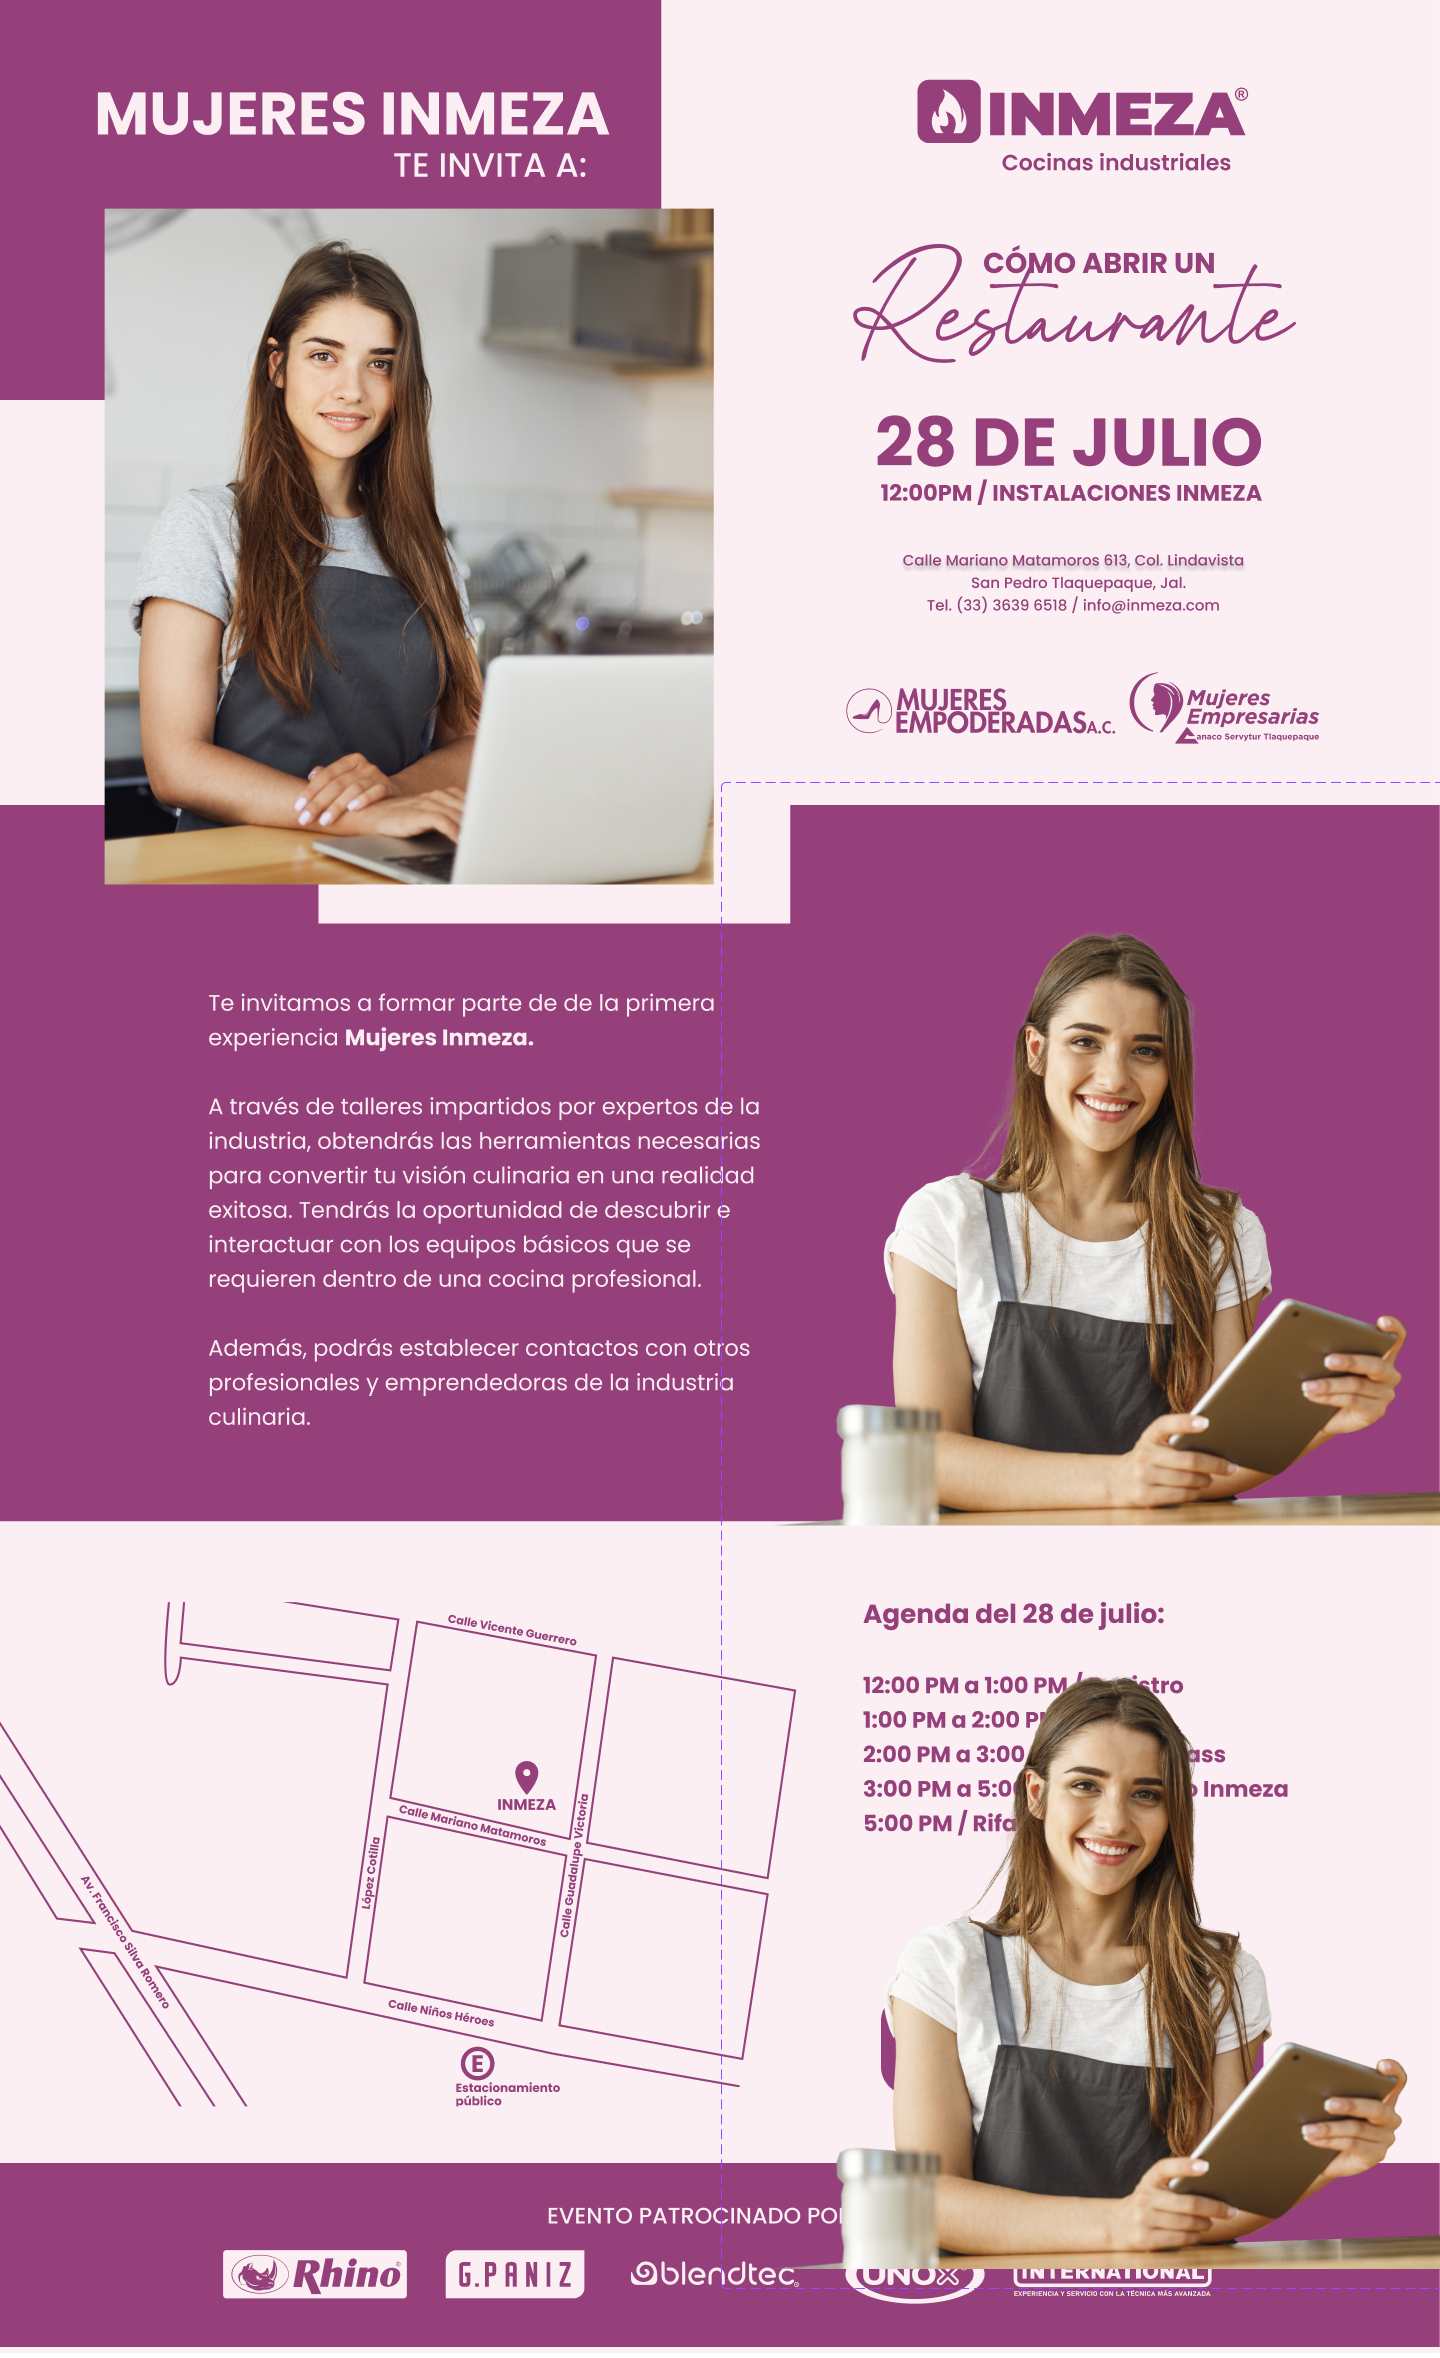 MUJERES INMEZA
TE INVITA A:
INMEZA®
Cocinas industriales
CÓMO ABRIR UN
Restaurante
28 DE JULIO
12:00PM / INSTALACIONES INMEZA
Calle Mariano Matamoros 613, Col. Lindavista
San Pedro Tlaquepaque, Jal.
Tel. (33) 3639 6518 / info@inmeza.com
MUJERES
EMPODERADAS A.C.
Mujeres
Empresarias
Canaco Servytur Tlaquepaque
Te invitamos a formar parte de de la primera
experiencia Mujeres Inmeza.
A través de talleres impartidos por expertos de la
industria, obtendrás las herramientas necesarias
para convertir tu visión culinaria en una realidad
exitosa. Tendrás la oportunidad de descubrir e
interactuar con los equipos básicos que se
requieren dentro de una cocina profesional.
Además, podrás establecer contactos con otros
profesionales y emprendedoras de la industria
culinaria.
Calle Vicente Guerrero
INMEZA
Calle Mariano Matamoros
López Cotilla
Calle Guadalupe Victoria
Av. Francisco Silva Romero
Calle Niños Héroes
E
Estacionamiento
público
Agenda del 28 de julio:
12:00 PM a 1:00 PM /
1:00 PM a 2:00
2:00 PM a 3:00
3:00 PM a Inmeza
5:00 PM / Rifa
EVENTO PATROCINADO
Rhino®
G.PANIZ
blendtec®
UNOX
INTERNATIONAL
EXPERIENCIA Y SERVICIO CON LA TÉCNICA MÁS AVANZADA